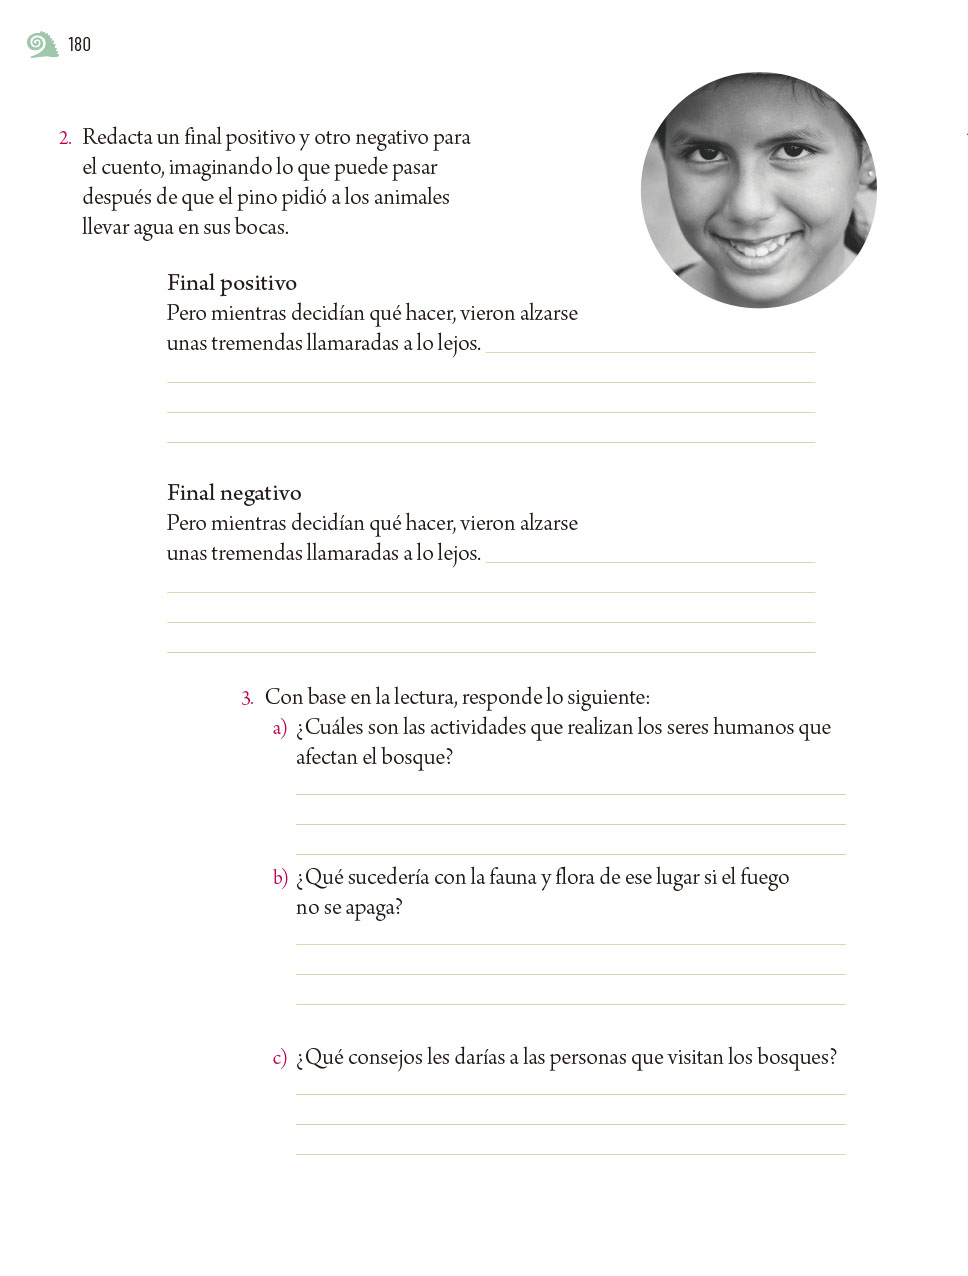 180
2. Redacta un final positivo y otro negativo para
el cuento, imaginando lo que puede pasar
después de que el pino pidió a los animales
llevar agua en sus bocas.
Final positivo
Pero mientras decidían qué hacer, vieron alzarse
unas tremendas llamaradas a lo lejos.
Final negativo
Pero mientras decidían qué hacer, vieron alzarse
unas tremendas llamaradas a lo lejos.
3. Con base en la lectura, responde lo siguiente:
a) ¿Cuáles son las actividades que realizan los seres humanos que
afectan el bosque?
b) ¿Qué sucedería con la fauna y flora de ese lugar si el fuego
no se apaga?
c) ¿Qué consejos les darías a las personas que visitan los bosques?